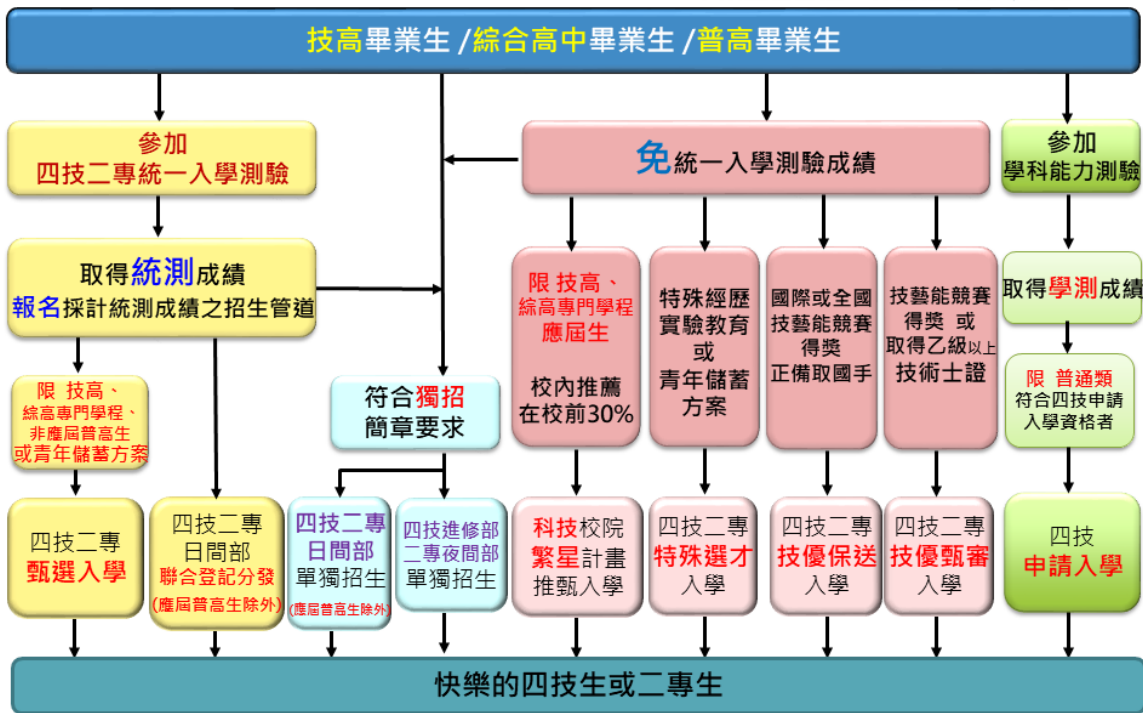 技高畢業生 /綜合高中畢業生 /普高畢業生
參加
四技二專統一入學測驗
免統一入學測驗成績
參加
學科能力測驗
取得統測成績
報名採計統測成績之招生管道
限 技高、
綜高專門學程
應屆生
校內推薦
在校前30%
特殊經歷
實驗教育
或
青年儲蓄
方案
國際或全國
技藝能競賽
得獎
正備取國手
技藝能競賽
得獎 或
取得乙級以上
技術士證
取得學測成績
限 技高、
綜高專門學程、
非應屆普高生
或青年儲蓄方案
符合獨招
簡章要求
限 普通類
符合四技申請
入學資格者
四技二專
甄選入學
四技二專
日間部
聯合登記分發
(應屆普高生除外)
四技二專
日間部
單獨招生
(應屆普高生除外)
四技進修部
二專夜間部
單獨招生
科技校院
繁星計畫
推甄入學
四技二專
特殊選才
入學
四技二專
技優保送
入學
四技二專
技優甄審
入學
四技
申請入學
快樂的四技生或二專生